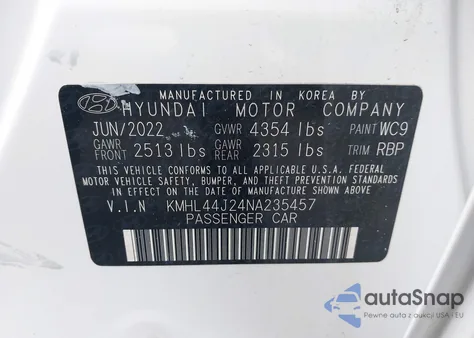 MANUFACTURED IN KOREA BY
HYUNDAI MOTOR COMPANY
JUN/2022 GVWR 4354 lbs PAINT WC9
GAWR FRONT 2513 lbs GAWR REAR 2315 lbs TRIM RBP
THIS VEHICLE CONFORMS TO ALL APPLICABLE U.S.A. FEDERAL
MOTOR VEHICLE SAFETY, BUMPER, AND THEFT PREVENTION STANDARDS
IN EFFECT ON THE DATE OF MANUFACTURE SHOWN ABOVE.
V.I.N KMHL44J24NA235457
PASSENGER CAR
autoSnap
Pewne auta z aukcji USA i EU